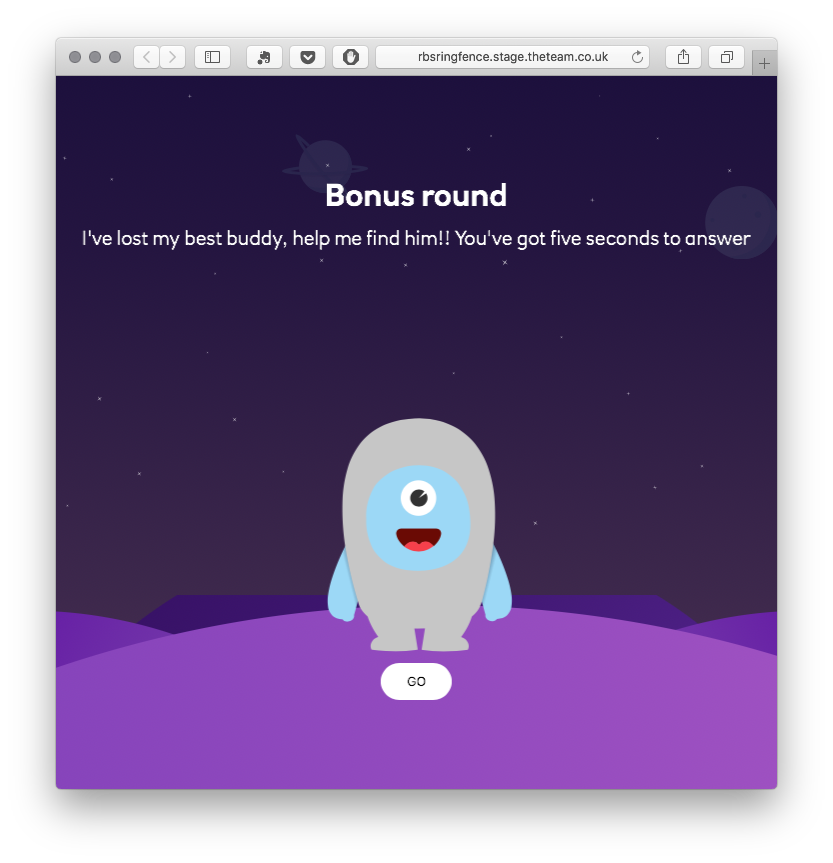 rbsringfence.stage.theteam.co.uk
Bonus round
I've lost my best buddy, help me find him!! You've got five seconds to answer
GO